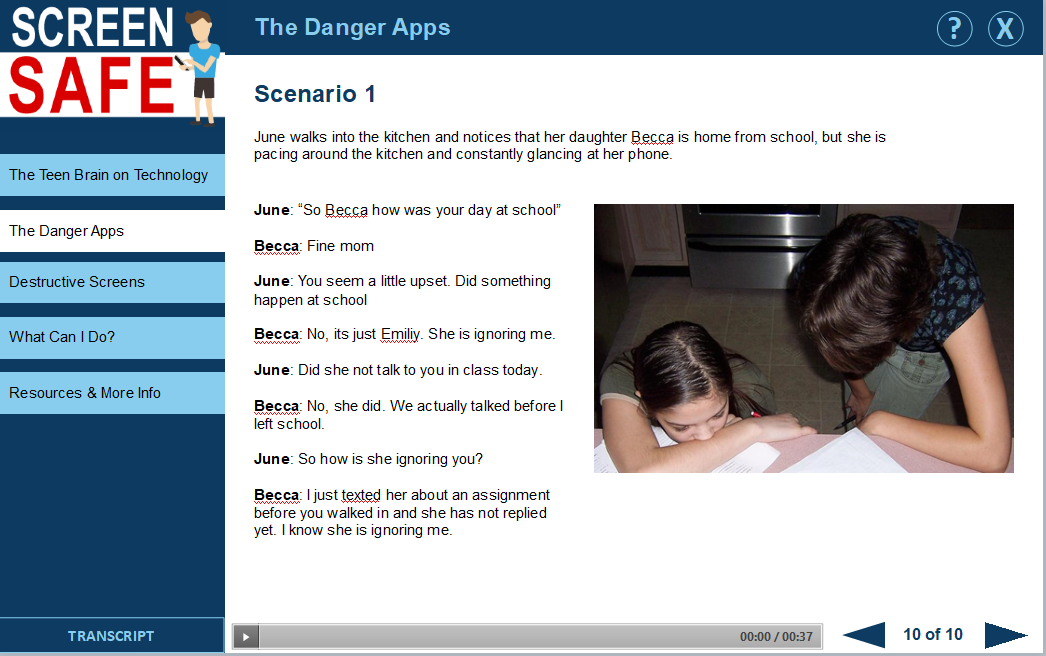 SCREEN
SAFE
The Danger Apps
?
X
The Teen Brain on Technology
The Danger Apps
Destructive Screens
What Can I Do?
Resources & More Info
TRANSCRIPT
Scenario 1
June walks into the kitchen and notices that her daughter Becca is home from school, but she is
pacing around the kitchen and constantly glancing at her phone.
June: “So Becca how was your day at school”
Becca: Fine mom
June: You seem a little upset. Did something
happen at school
Becca: No, its just Emiliy. She is ignoring me.
June: Did she not talk to you in class today.
Becca: No, she did. We actually talked before I
left school.
June: So how is she ignoring you?
Becca: I just texted her about an assignment
before you walked in and she has not replied
yet. I know she is ignoring me.
00:00 / 00:37
10 of 10